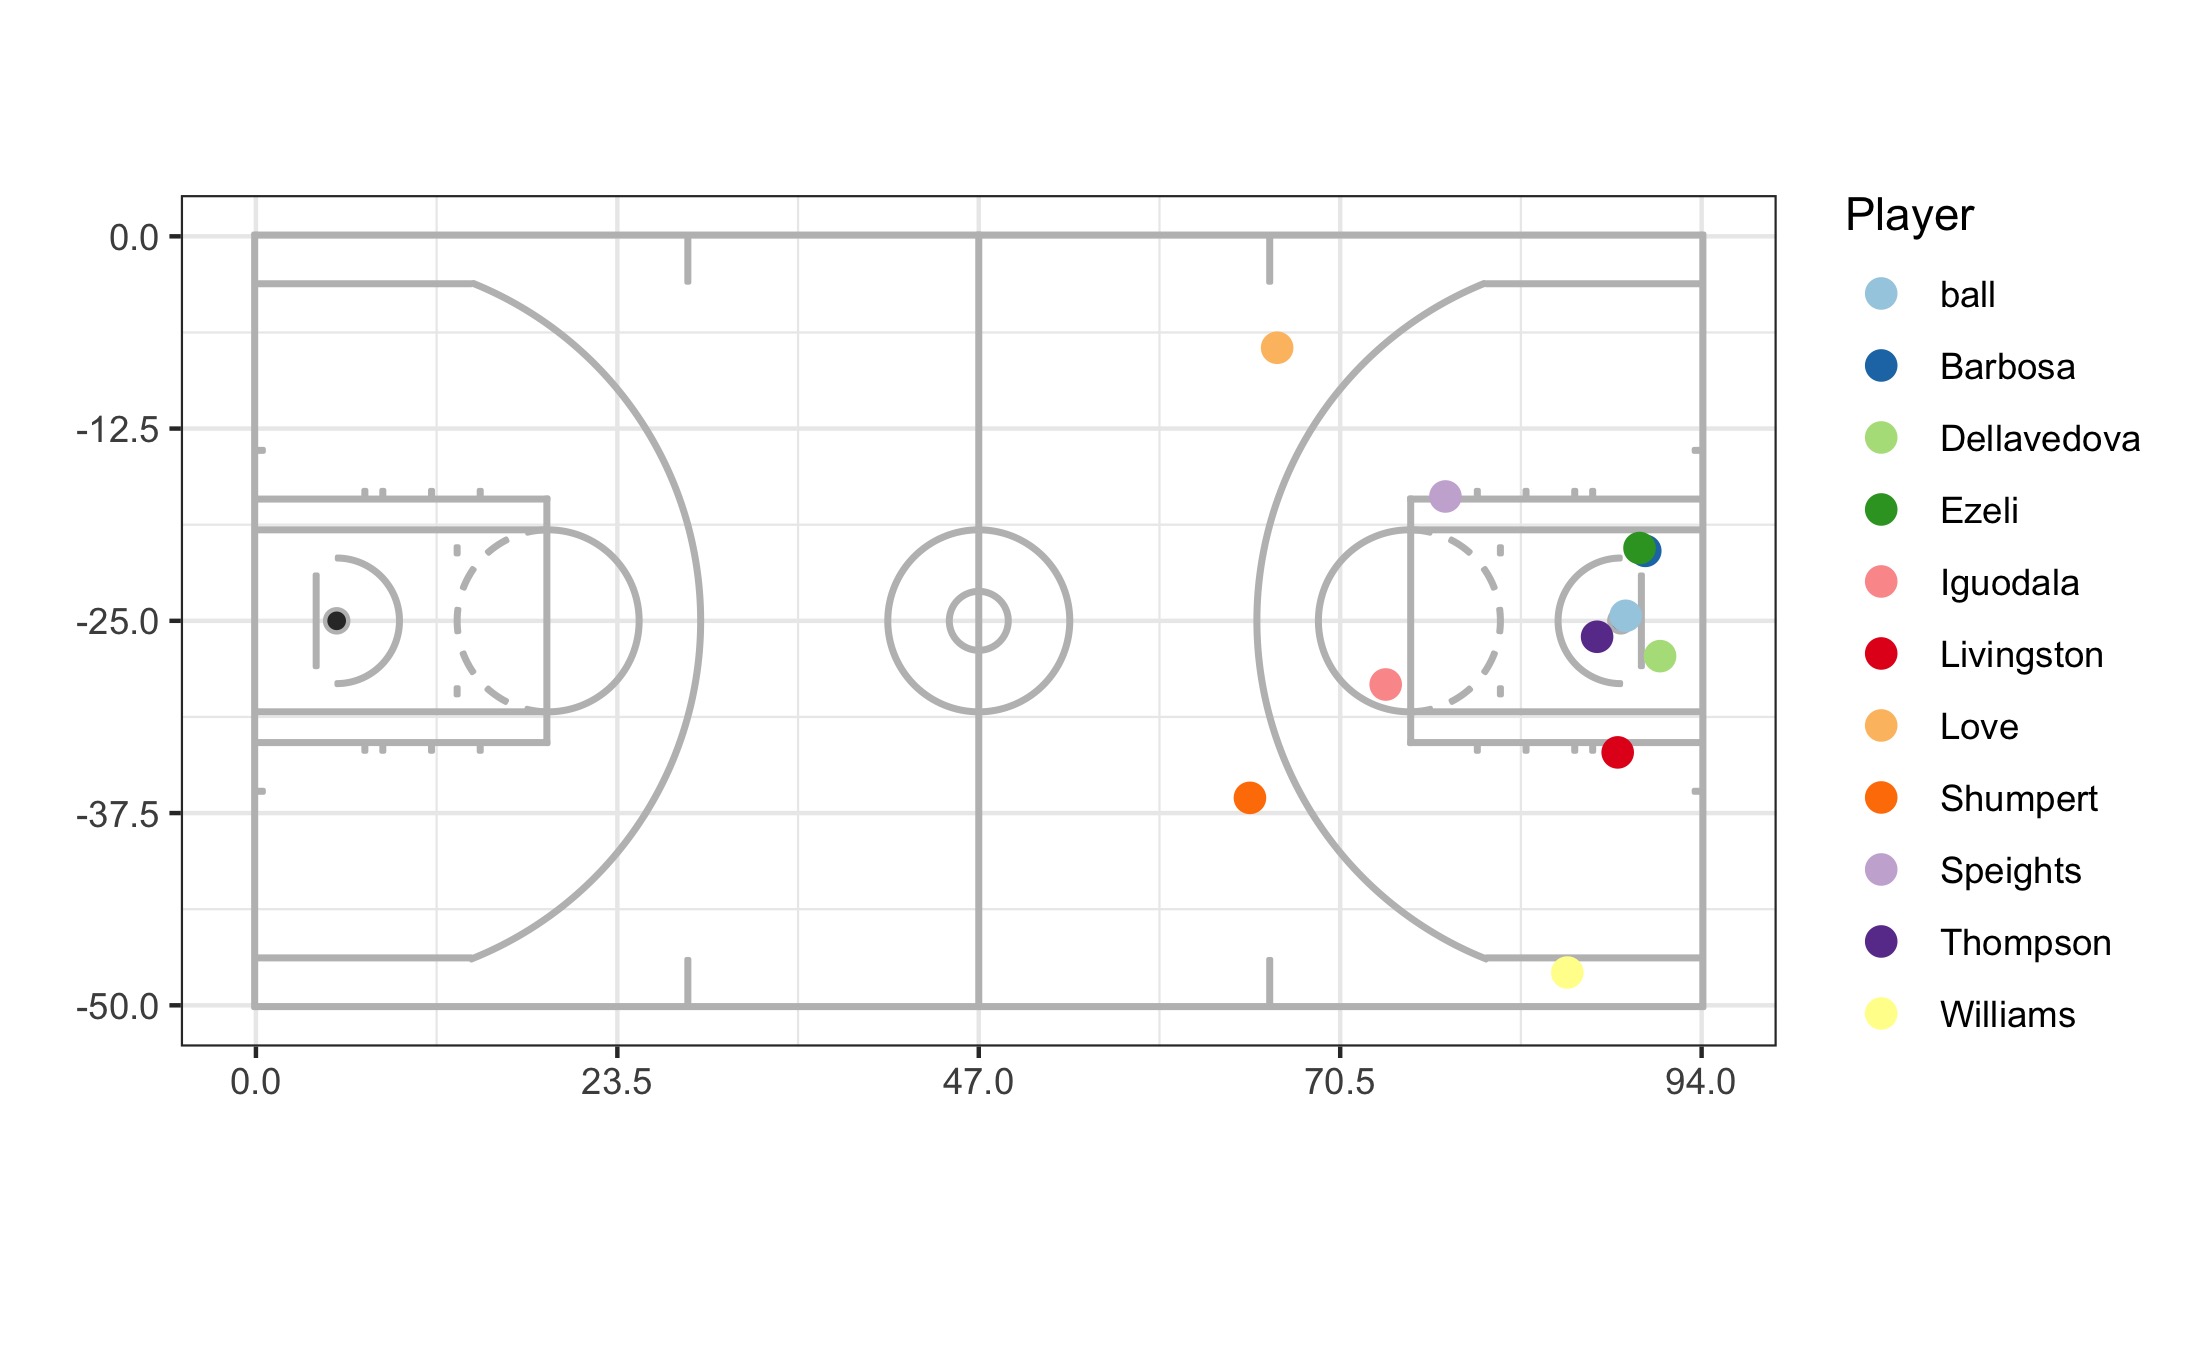 0.0
-12.5
-25.0
-37.5
-50.0
0.0 23.5 47.0 70.5 94.0
Player
ball
Barbosa
Dellavedova
Ezeli
Iguodala
Livingston
Love
Shumpert
Speights
Thompson
Williams